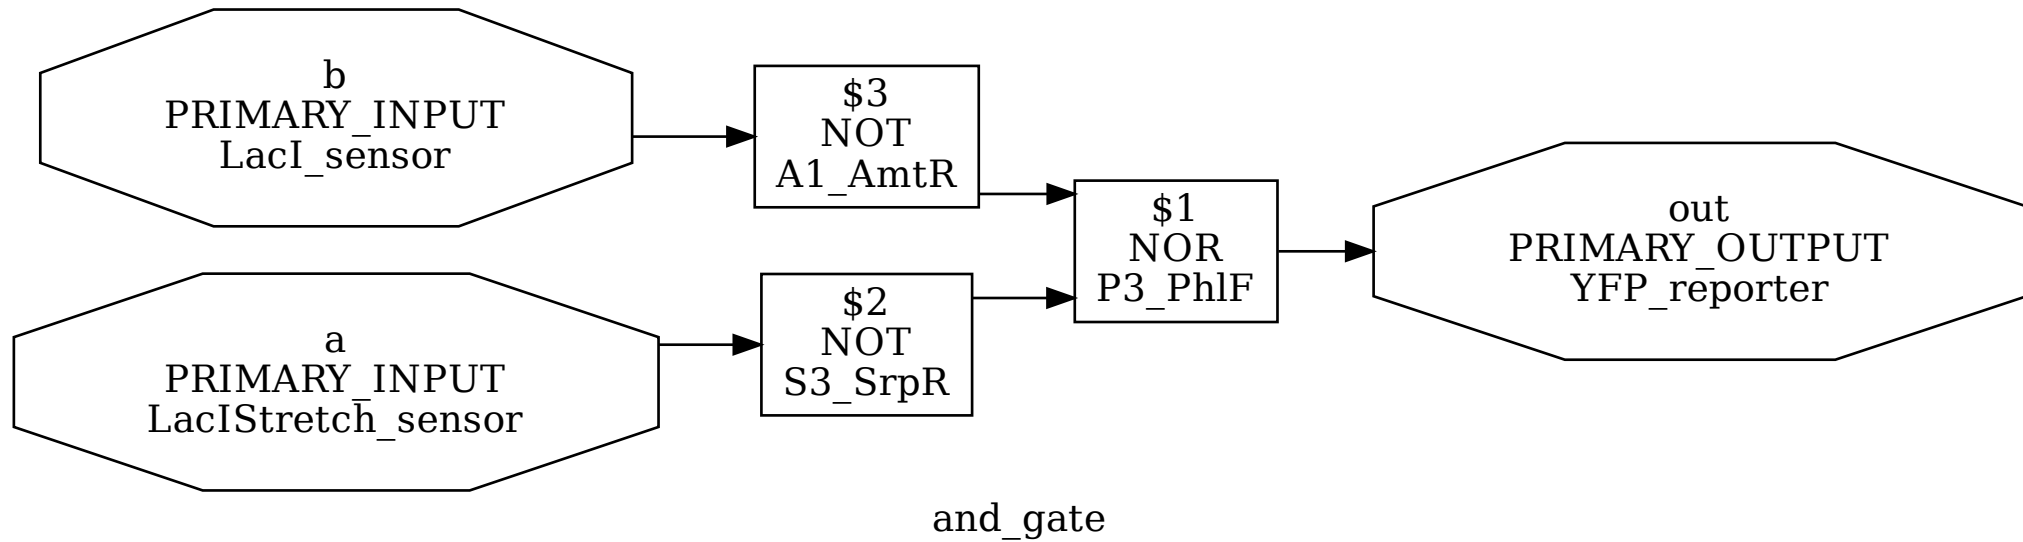 b
PRIMARY_INPUT
LacI_sensor
$3
NOT
A1_AmtR
a
PRIMARY_INPUT
LacIStretch_sensor
$2
NOT
S3_SrpR
$1
NOR
P3_PhlF
out
PRIMARY_OUTPUT
YFP_reporter
and_gate